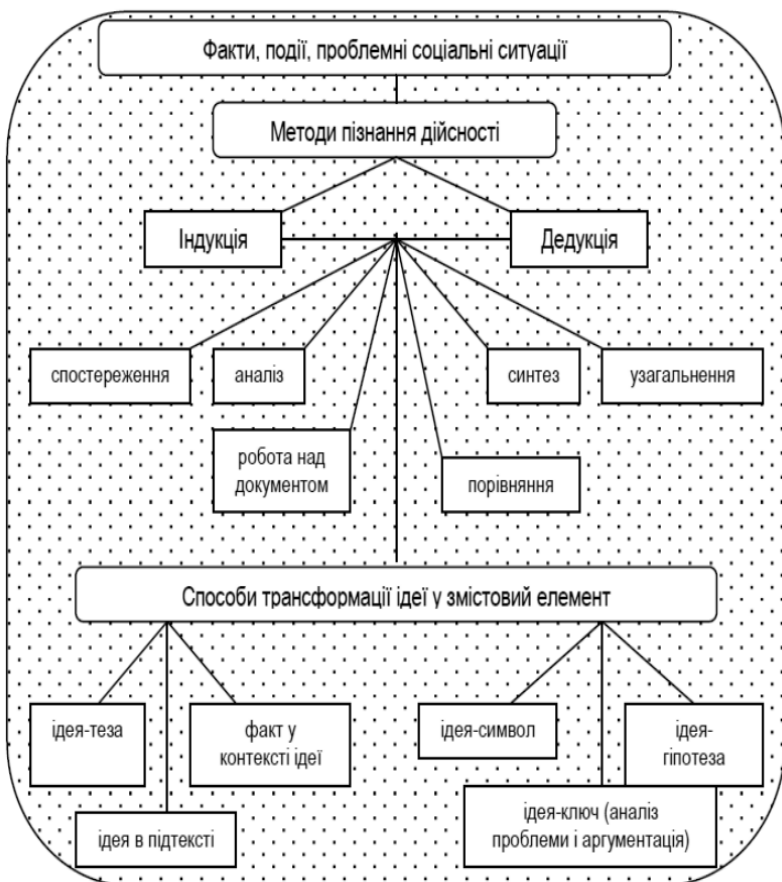 Факти, події, проблемні соціальні ситуації
Методи пізнання дійсності
Індукція
Дедукція
спостереження
аналіз
синтез
узагальнення
робота над
документом
порівняння
Способи трансформації ідеї у змістовий елемент
ідея-теза
факт у
контексті ідеї
ідея-символ
ідея-
гіпотеза
ідея в підтексті
ідея-ключ (аналіз
проблеми і аргументація)